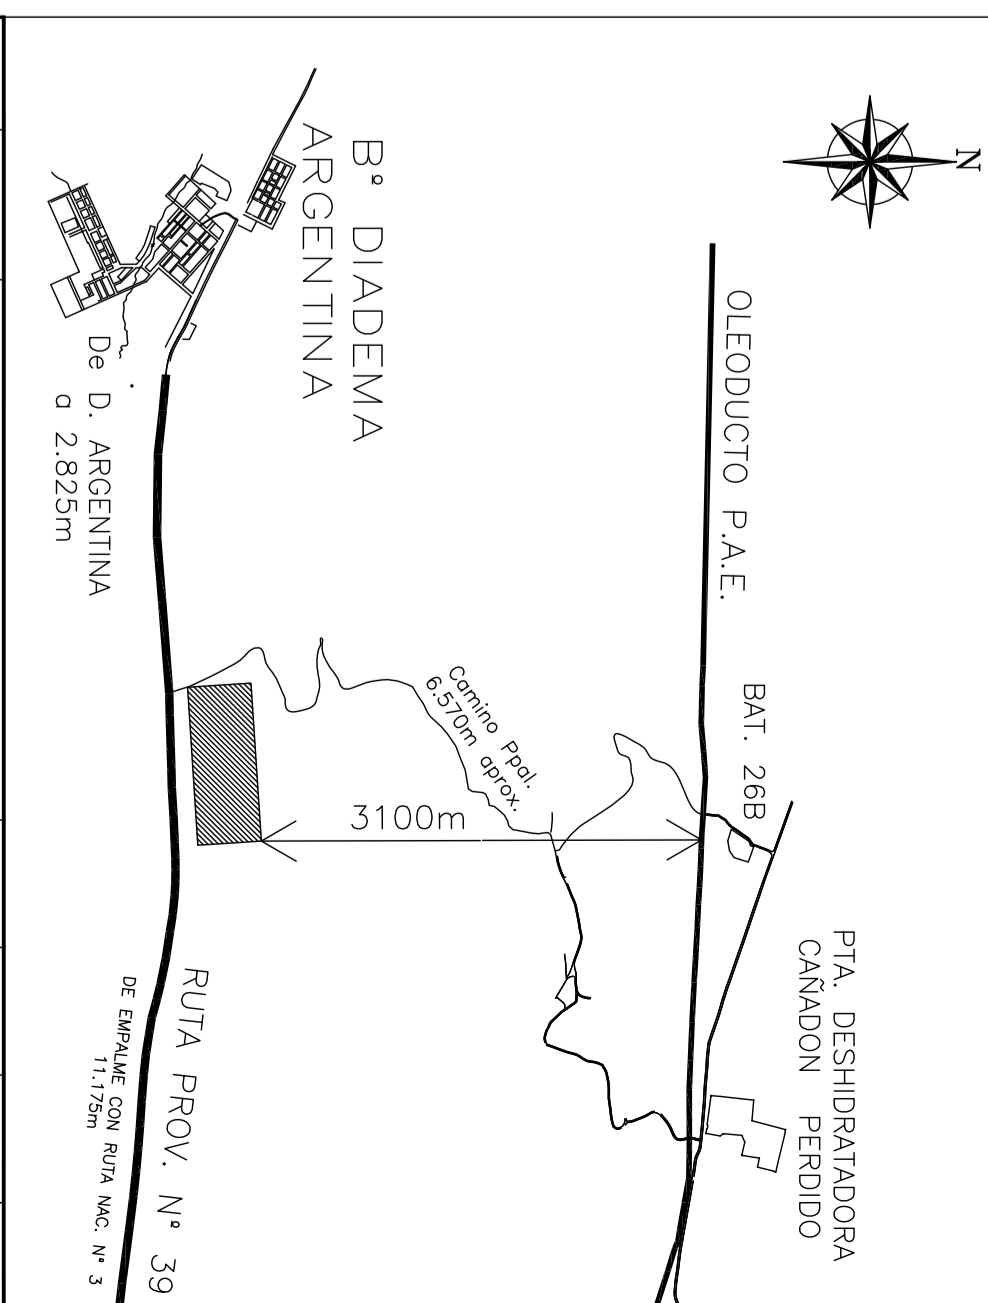 N
OLEODUCTO P.A.E.
BAT. 26B
PTA. DESHIDRATADORA
CAÑADON PERDIDO
Bº DIADEMA
ARGENTINA
Camino Ppal.
6.570m aprox.
3100m
De D. ARGENTINA
a 2.825m
RUTA PROV. Nº 39
DE EMPALME CON RUTA NAC. Nº 3
11.175m